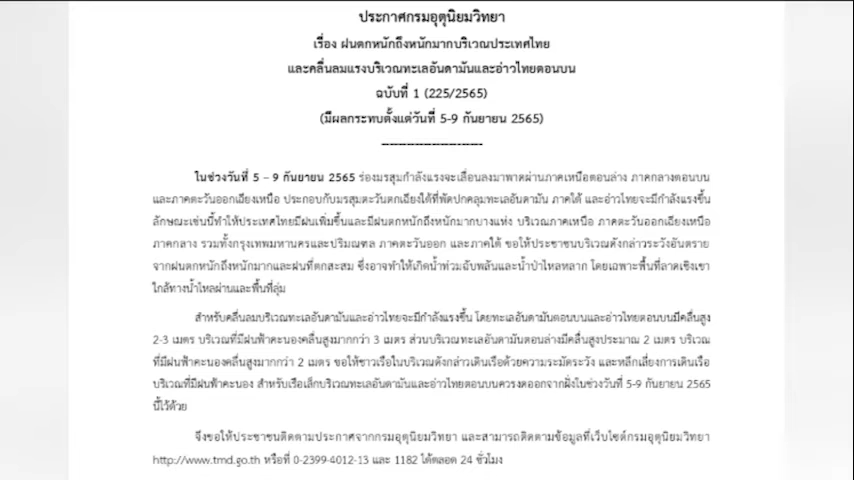 ประกาศกรมอุตุนิยมวิทยา
เรื่อง ฝนตกหนักถึงหนักมากบริเวณประเทศไทย
และคลื่นลมแรงบริเวณทะเลอันดามันและอ่าวไทยตอนบน
ฉบับที่ 1 (225/2565)
(มีผลกระทบตั้งแต่วันที่ 5-9 กันยายน 2565)
------------------------
ในช่วงวันที่ 5 – 9 กันยายน 2565 ร่องมรสุมกำลังแรงจะเลื่อนลงมาพาดผ่านภาคเหนือตอนล่าง ภาคกลางตอนบน
และภาคตะวันออกเฉียงเหนือ ประกอบกับมรสุมตะวันตกเฉียงใต้ที่พัดปกคลุมทะเลอันดามัน ภาคใต้ และอ่าวไทยจะมีกำลังแรงขึ้น
ลักษณะเช่นนี้ทำให้ประเทศไทยมีฝนเพิ่มขึ้นและมีฝนตกหนักถึงหนักมากบางแห่ง บริเวณภาคเหนือ ภาคตะวันออกเฉียงเหนือ
ภาคกลาง รวมทั้งกรุงเทพมหานครและปริมณฑล ภาคตะวันออก และภาคใต้ ขอให้ประชาชนบริเวณดังกล่าวระวังอันตราย
จากฝนตกหนักถึงหนักมากและฝนที่ตกสะสม ซึ่งอาจทำให้เกิดน้ำท่วมฉับพลันและน้ำป่าไหลหลาก โดยเฉพาะพื้นที่ลาดเชิงเขา
ใกล้ทางน้ำไหลผ่านและพื้นที่ลุ่ม
สำหรับคลื่นลมบริเวณทะเลอันดามันและอ่าวไทยจะมีกำลังแรงขึ้น โดยทะเลอันดามันตอนบนและอ่าวไทยตอนบนมีคลื่นสูง
2-3 เมตร บริเวณที่มีฝนฟ้าคะนองคลื่นสูงมากกว่า 3 เมตร ส่วนบริเวณทะเลอันดามันตอนล่างมีคลื่นสูงประมาณ 2 เมตร บริเวณ
ที่มีฝนฟ้าคะนองคลื่นสูงมากกว่า 2 เมตร ขอให้ชาวเรือในบริเวณดังกล่าวเดินเรือด้วยความระมัดระวัง และหลีกเลี่ยงการเดินเรือ
บริเวณที่มีฝนฟ้าคะนอง สำหรับเรือเล็กบริเวณทะเลอันดามันและอ่าวไทยตอนบนควรงดออกจากฝั่งในช่วงวันที่ 5-9 กันยายน 2565
นี้ไว้ด้วย
จึงขอให้ประชาชนติดตามประกาศจากกรมอุตุนิยมวิทยา และสามารถติดตามข้อมูลที่เว็บไซต์กรมอุตุนิยมวิทยา
http://www.tmd.go.th หรือที่ 0-2399-4012-13 และ 1182 ได้ตลอด 24 ชั่วโมง